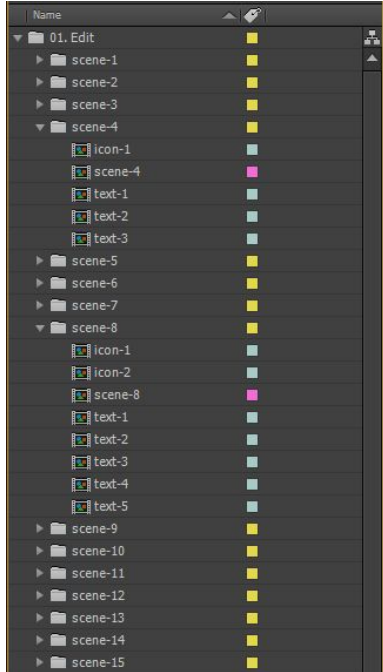 Name
01. Edit
scene-1
scene-2
scene-3
scene-4
icon-1
scene-4
text-1
text-2
text-3
scene-5
scene-6
scene-7
scene-8
icon-1
icon-2
scene-8
text-1
text-2
text-3
text-4
text-5
scene-9
scene-10
scene-11
scene-12
scene-13
scene-14
scene-15